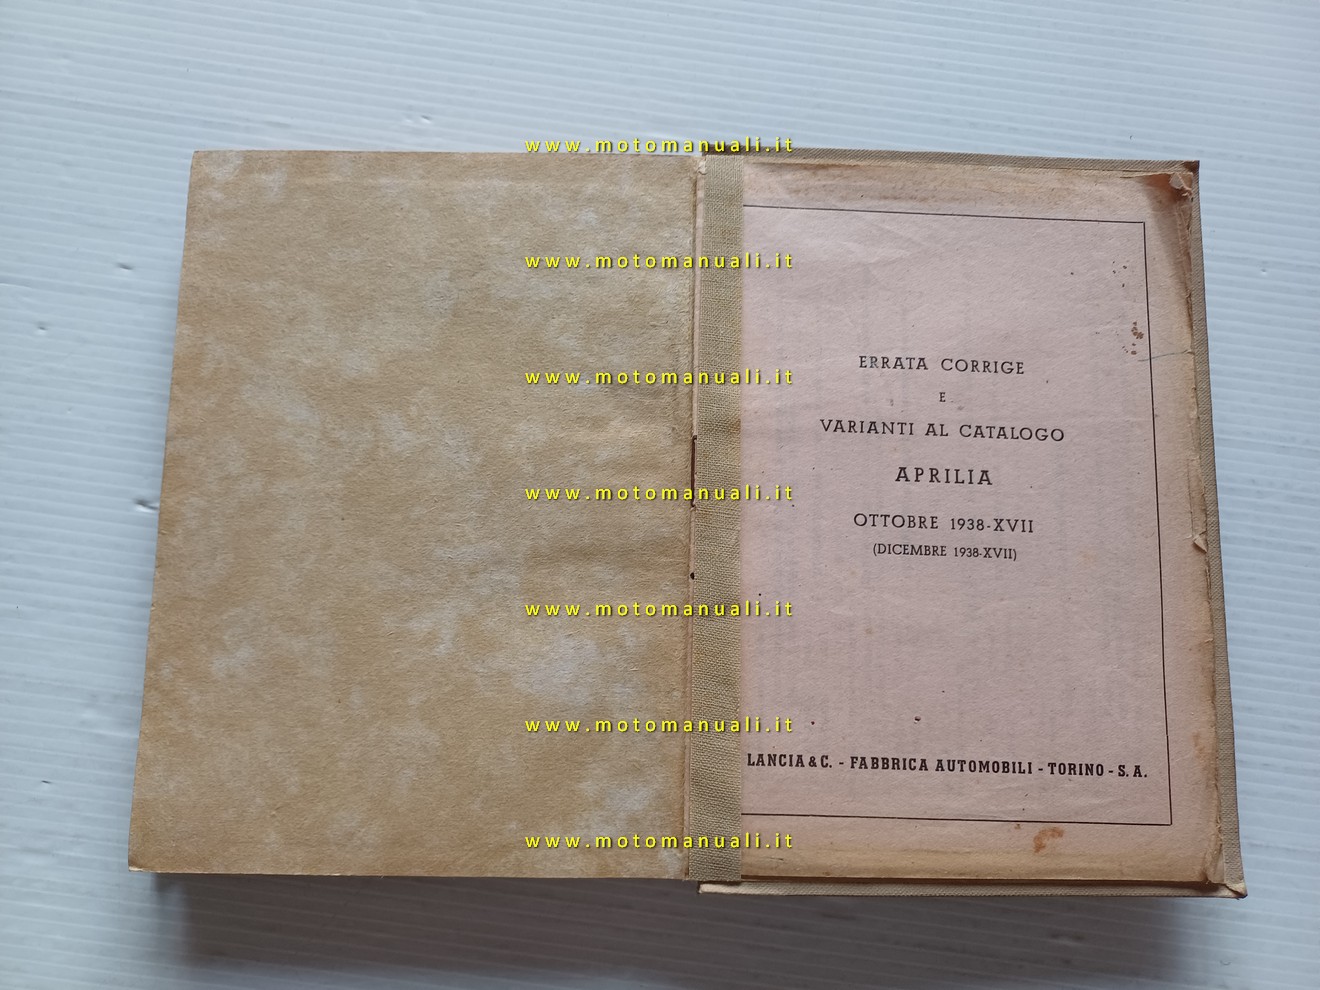 www.motomanuali.it
www.motomanuali.it
www.motomanuali.it
www.motomanuali.it
www.motomanuali.it
www.motomanuali.it
www.motomanuali.it
ERRATA CORRIGE
E
VARIANTI AL CATALOGO
APRILIA
OTTOBRE 1938-XVII
(DICEMBRE 1938-XVII)
LANCIA & C. - FABBRICA AUTOMOBILI - TORINO - S. A.